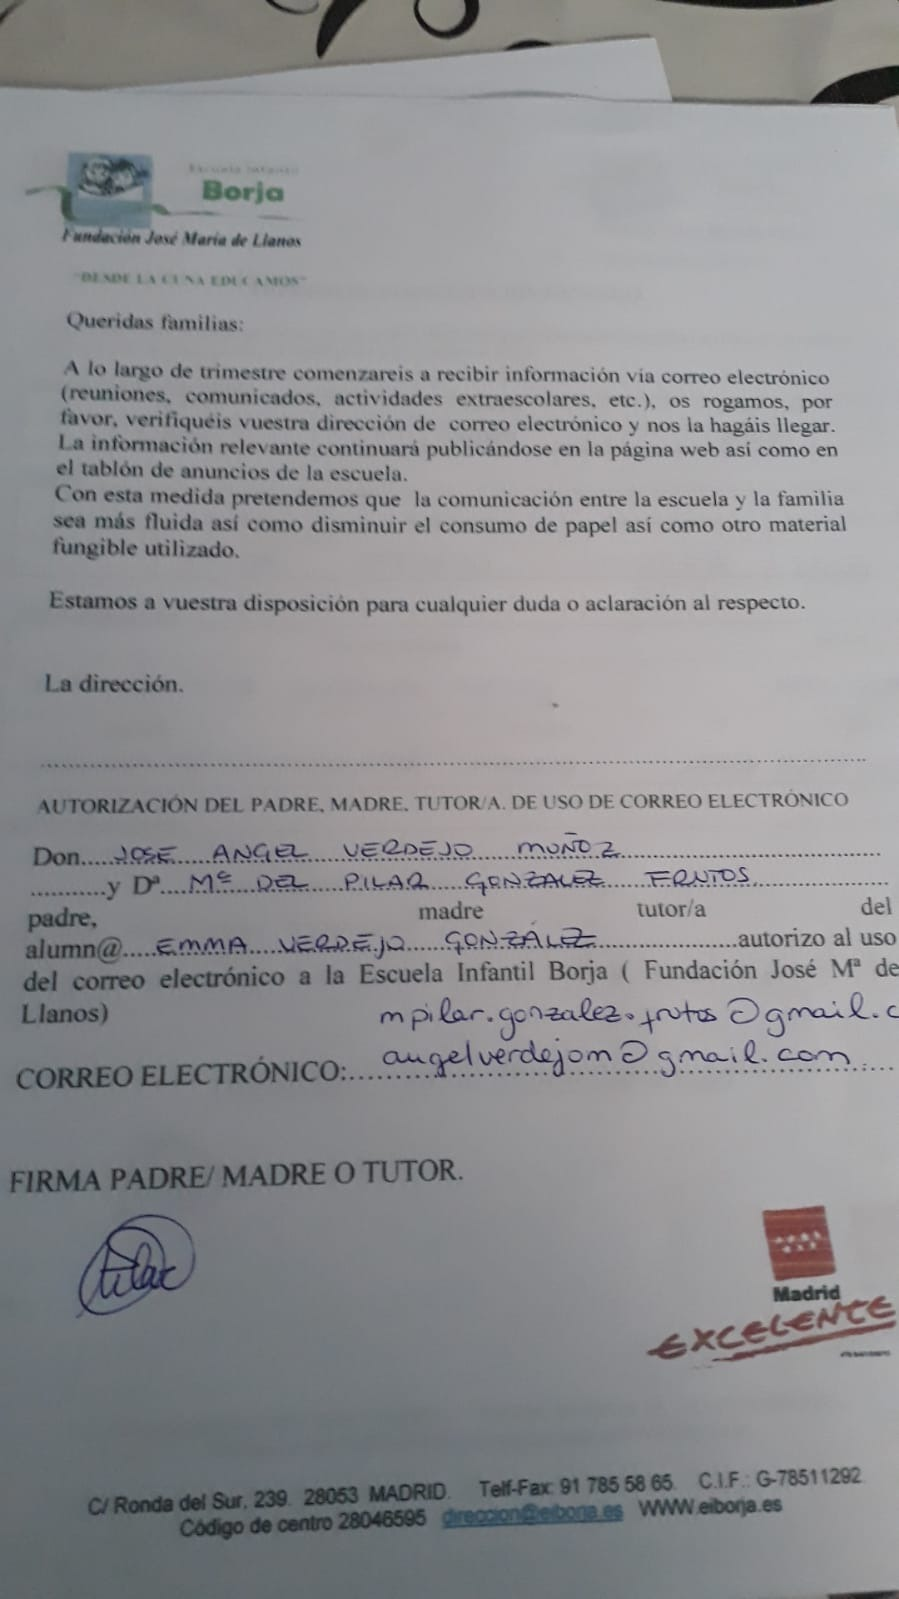 Escuela Infantil
Borja
Fundación José María de Llanos
"DESDE LA CUNA EDUCAMOS"
Queridas familias:
A lo largo de trimestre comenzareis a recibir información via correo electrónico
(reuniones, comunicados, actividades extraescolares, etc.), os rogamos, por
favor, verifiquéis vuestra dirección de correo electrónico y nos la hagáis llegar.
La información relevante continuará publicándose en la página web así como en
el tablón de anuncios de la escuela.
Con esta medida pretendemos que la comunicación entre la escuela y la familia
sea más fluida así como disminuir el consumo de papel así como otro material
fungible utilizado.
Estamos a vuestra disposición para cualquier duda o aclaración al respecto.
La dirección.
AUTORIZACIÓN DEL PADRE, MADRE, TUTOR/A. DE USO DE CORREO ELECTRÓNICO
Don.....JOSE ANGEL VERDEJO MUÑOZ
...........y Dª....Mª DEL PILAR GONZALEZ FRUTOS
padre, madre tutor/a del
alumn@.....EMMA VERDEJO GONZÁLEZ.....................autorizo al uso
del correo electrónico a la Escuela Infantil Borja ( Fundación José Mª de
Llanos) mpilar.gonzalez.frutos@gmail.c
CORREO ELECTRÓNICO:....angelverdejom@gmail.com
FIRMA PADRE/ MADRE O TUTOR.
Pilar
Madrid
EXCELENTE
C/ Ronda del Sur, 239. 28053 MADRID. Telf-Fax: 91 785 58 65. C.I.F.: G-78511292
Código de centro 28046595 direccion@eiborja.es WWW.eiborja.es